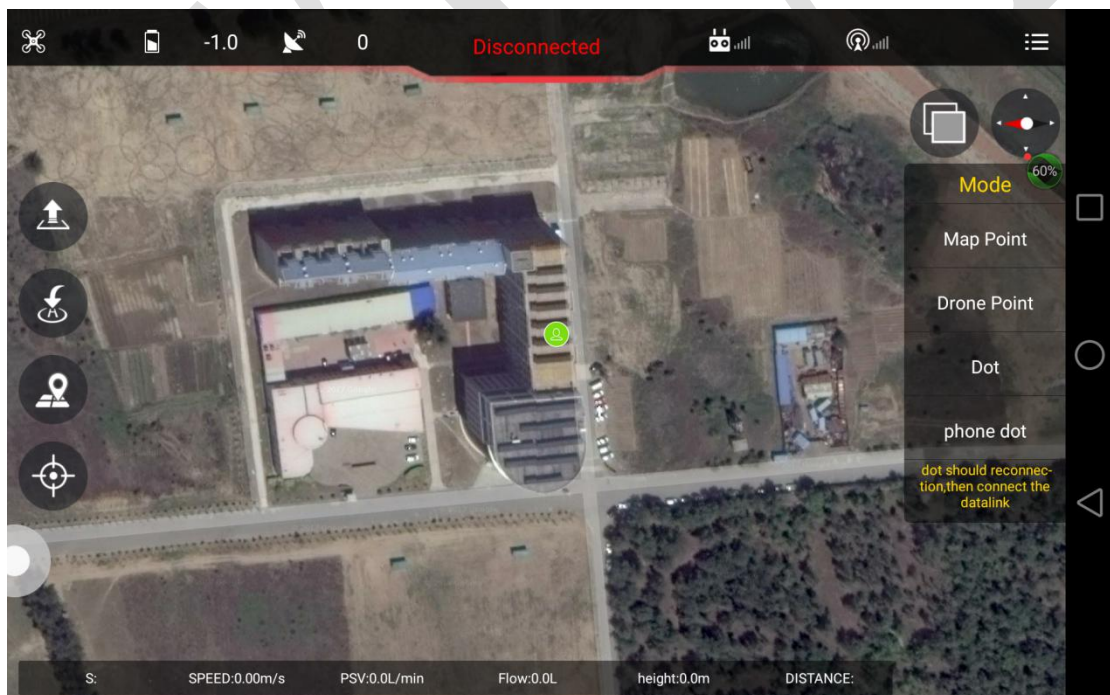 -1.0
0
Disconnected
60%
Mode
Map Point
Drone Point
Dot
phone dot
dot should reconnec-
tion,then connect the
datalink
S: SPEED:0.00m/s PSV:0.0L/min Flow:0.0L height:0.0m DISTANCE: